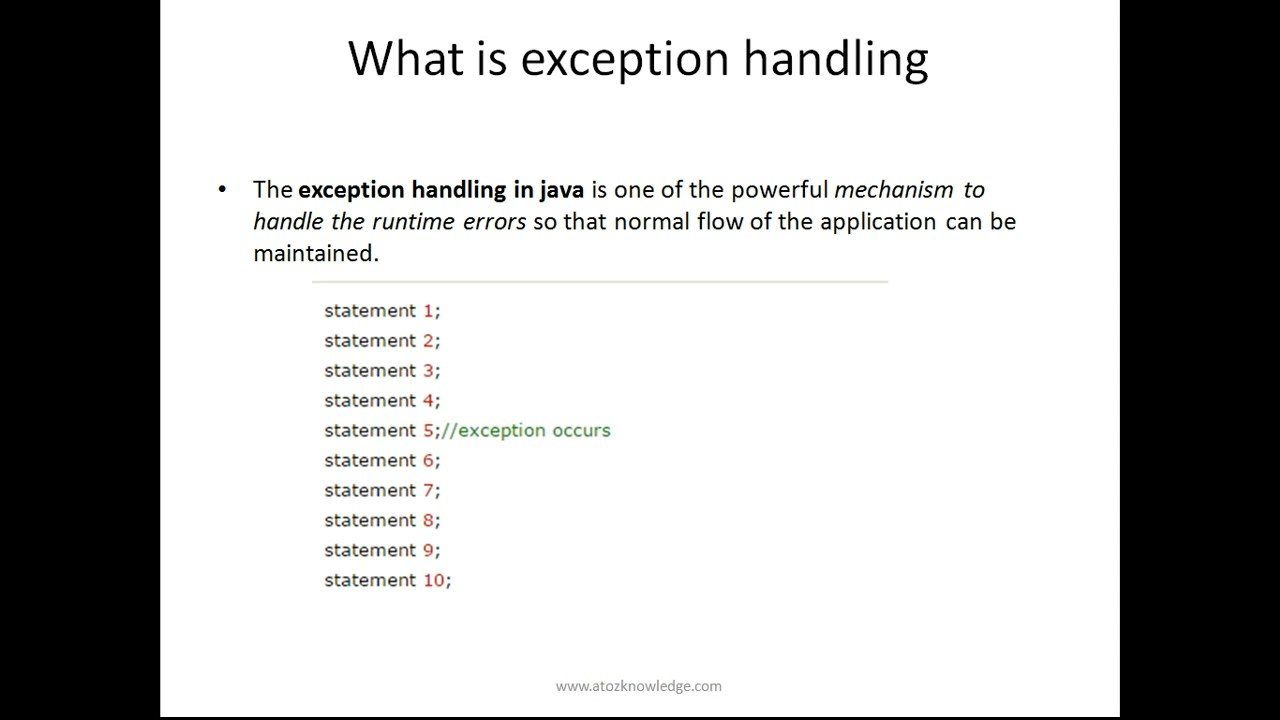 What is exception handling
• The exception handling in java is one of the powerful mechanism to
handle the runtime errors so that normal flow of the application can be
maintained.
statement 1;
statement 2;
statement 3;
statement 4;
statement 5;//exception occurs
statement 6;
statement 7;
statement 8;
statement 9;
statement 10;
www.atozknowledge.com